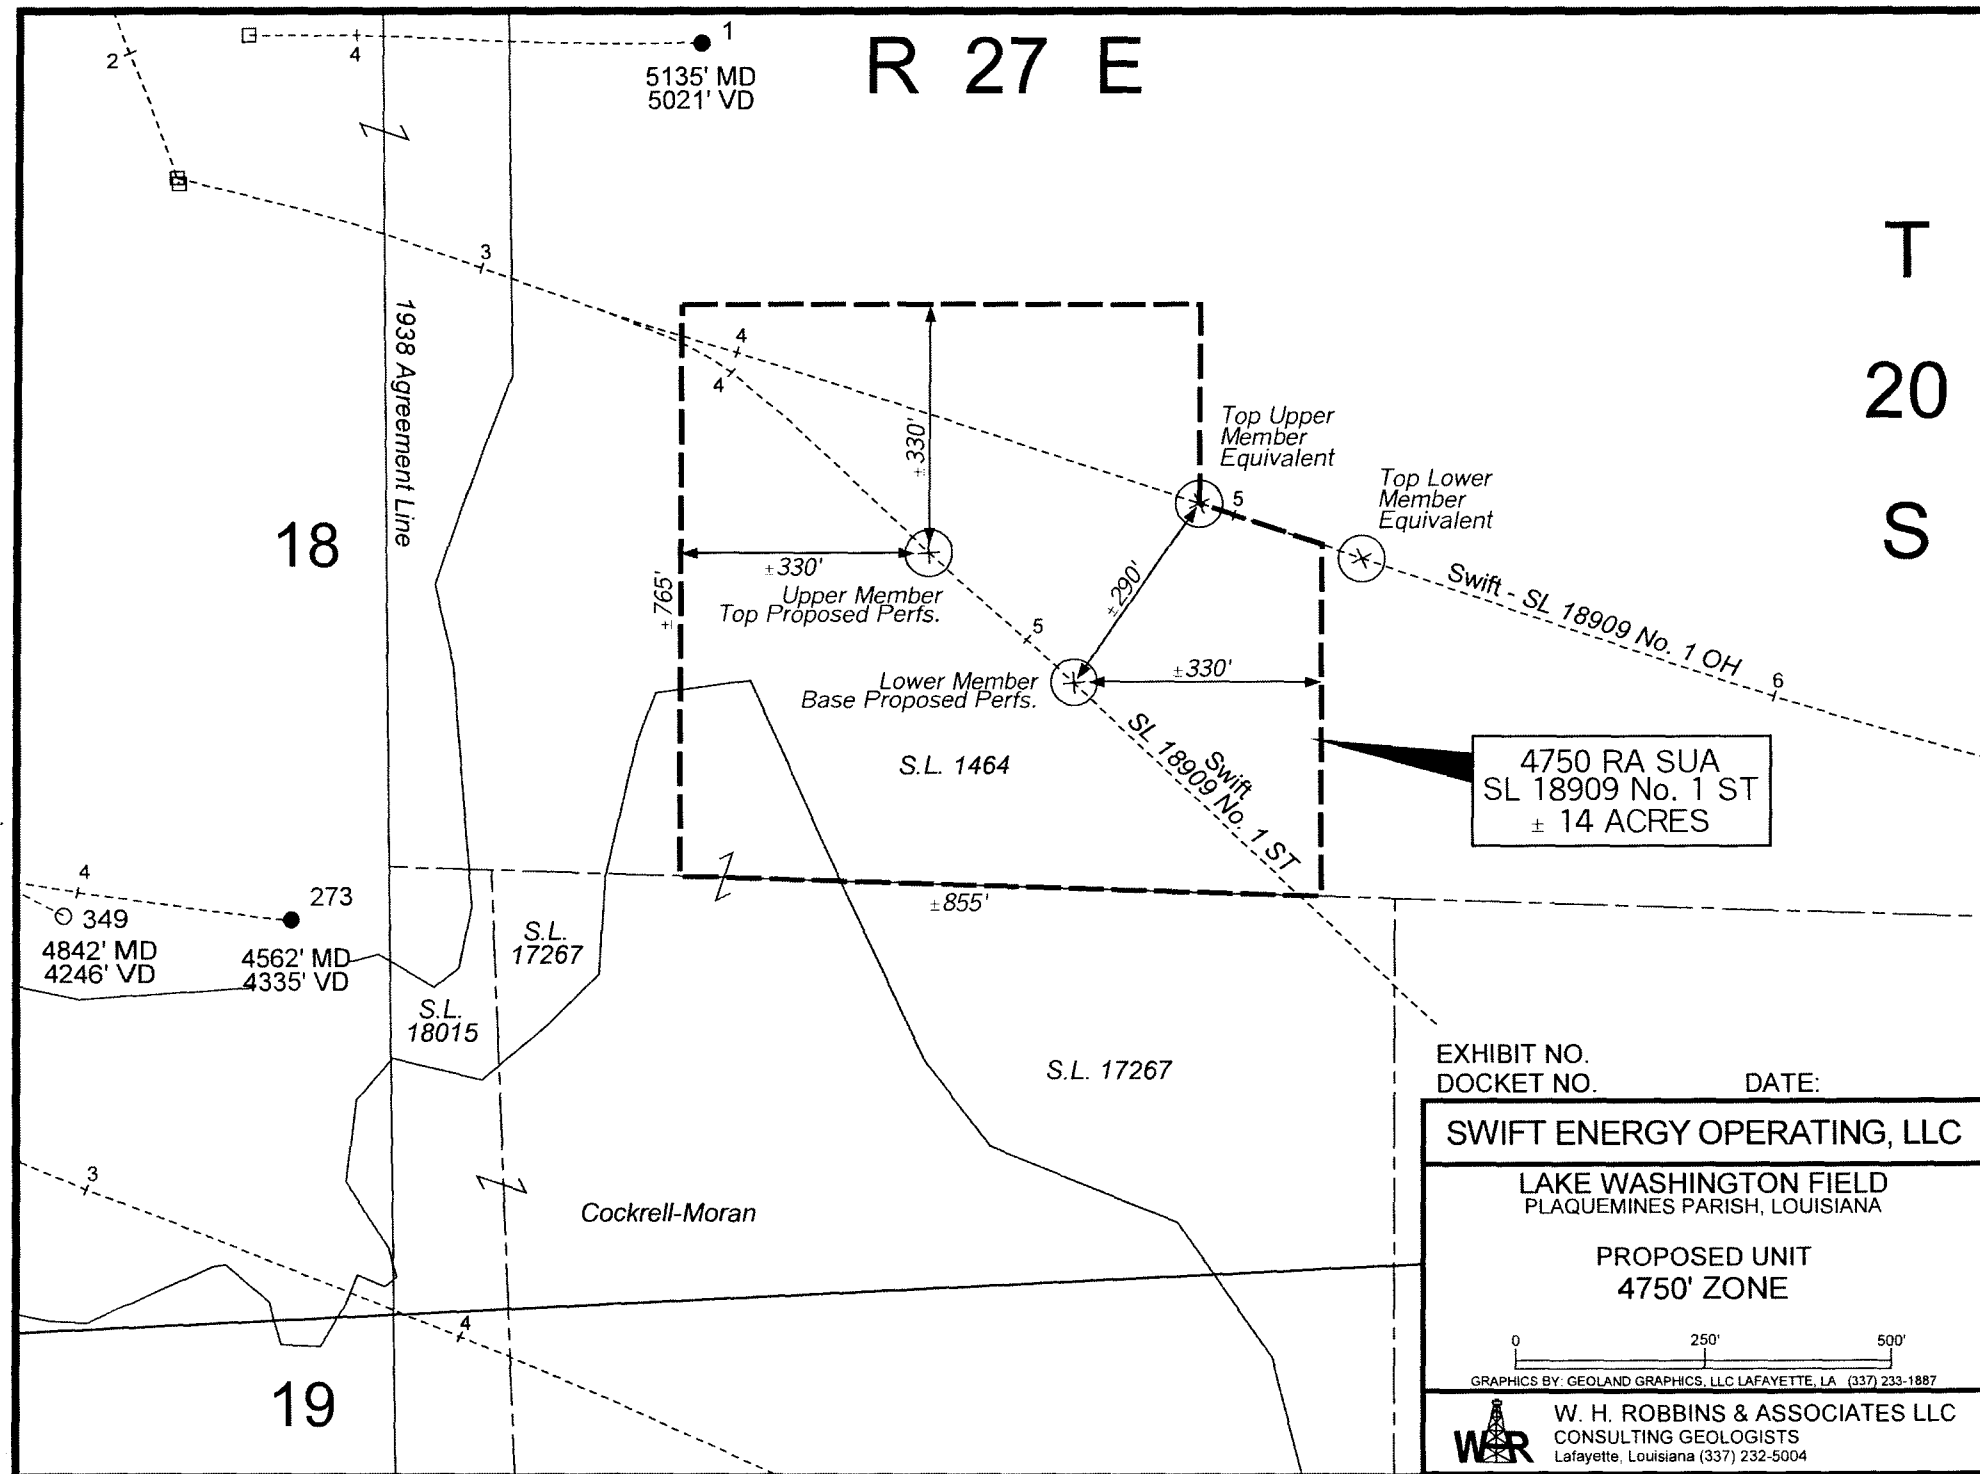 R 27 E
T
20
S
2
4
1
5135' MD
5021' VD
3
4
4
1938 Agreement Line
18
±330'
±330'
±765'
Upper Member
Top Proposed Perfs.
Top Upper
Member
Equivalent
5
Top Lower
Member
Equivalent
±290'
5
Lower Member
Base Proposed Perfs.
±330'
Swift - SL 18909 No. 1 OH
6
Swift
SL 18909 No. 1 ST
S.L. 1464
4750 RA SUA
SL 18909 No. 1 ST
± 14 ACRES
±855'
4
349
4842' MD
4246' VD
273
4562' MD
4335' VD
S.L.
17267
S.L.
18015
S.L. 17267
3
Cockrell-Moran
4
19
EXHIBIT NO.
DOCKET NO. DATE:
SWIFT ENERGY OPERATING, LLC
LAKE WASHINGTON FIELD
PLAQUEMINES PARISH, LOUISIANA
PROPOSED UNIT
4750' ZONE
0 250' 500'
GRAPHICS BY: GEOLAND GRAPHICS, LLC LAFAYETTE, LA (337) 233-1887
WHR
W. H. ROBBINS & ASSOCIATES LLC
CONSULTING GEOLOGISTS
Lafayette, Louisiana (337) 232-5004